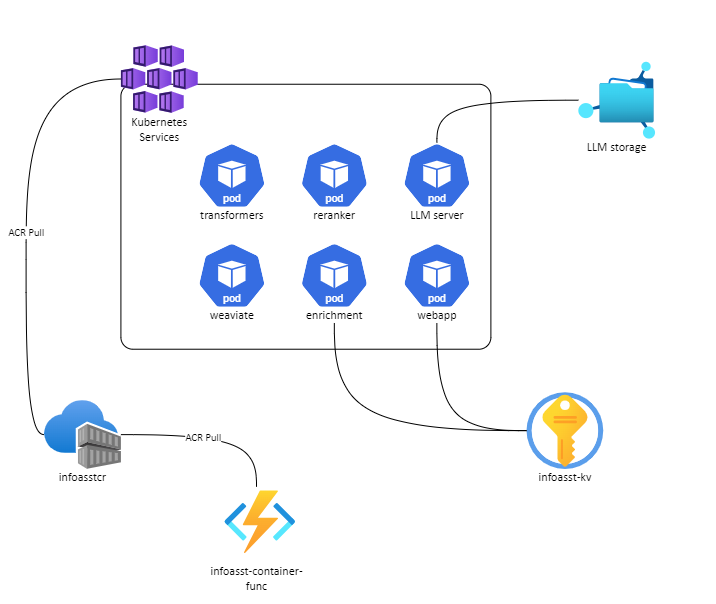 Kubernetes
Services
LLM storage
pod
pod
pod
transformers
reranker
LLM server
ACR Pull
pod
pod
pod
weaviate
enrichment
webapp
ACR Pull
infoasstcr
infoasst-kv
infoasst-container-
func